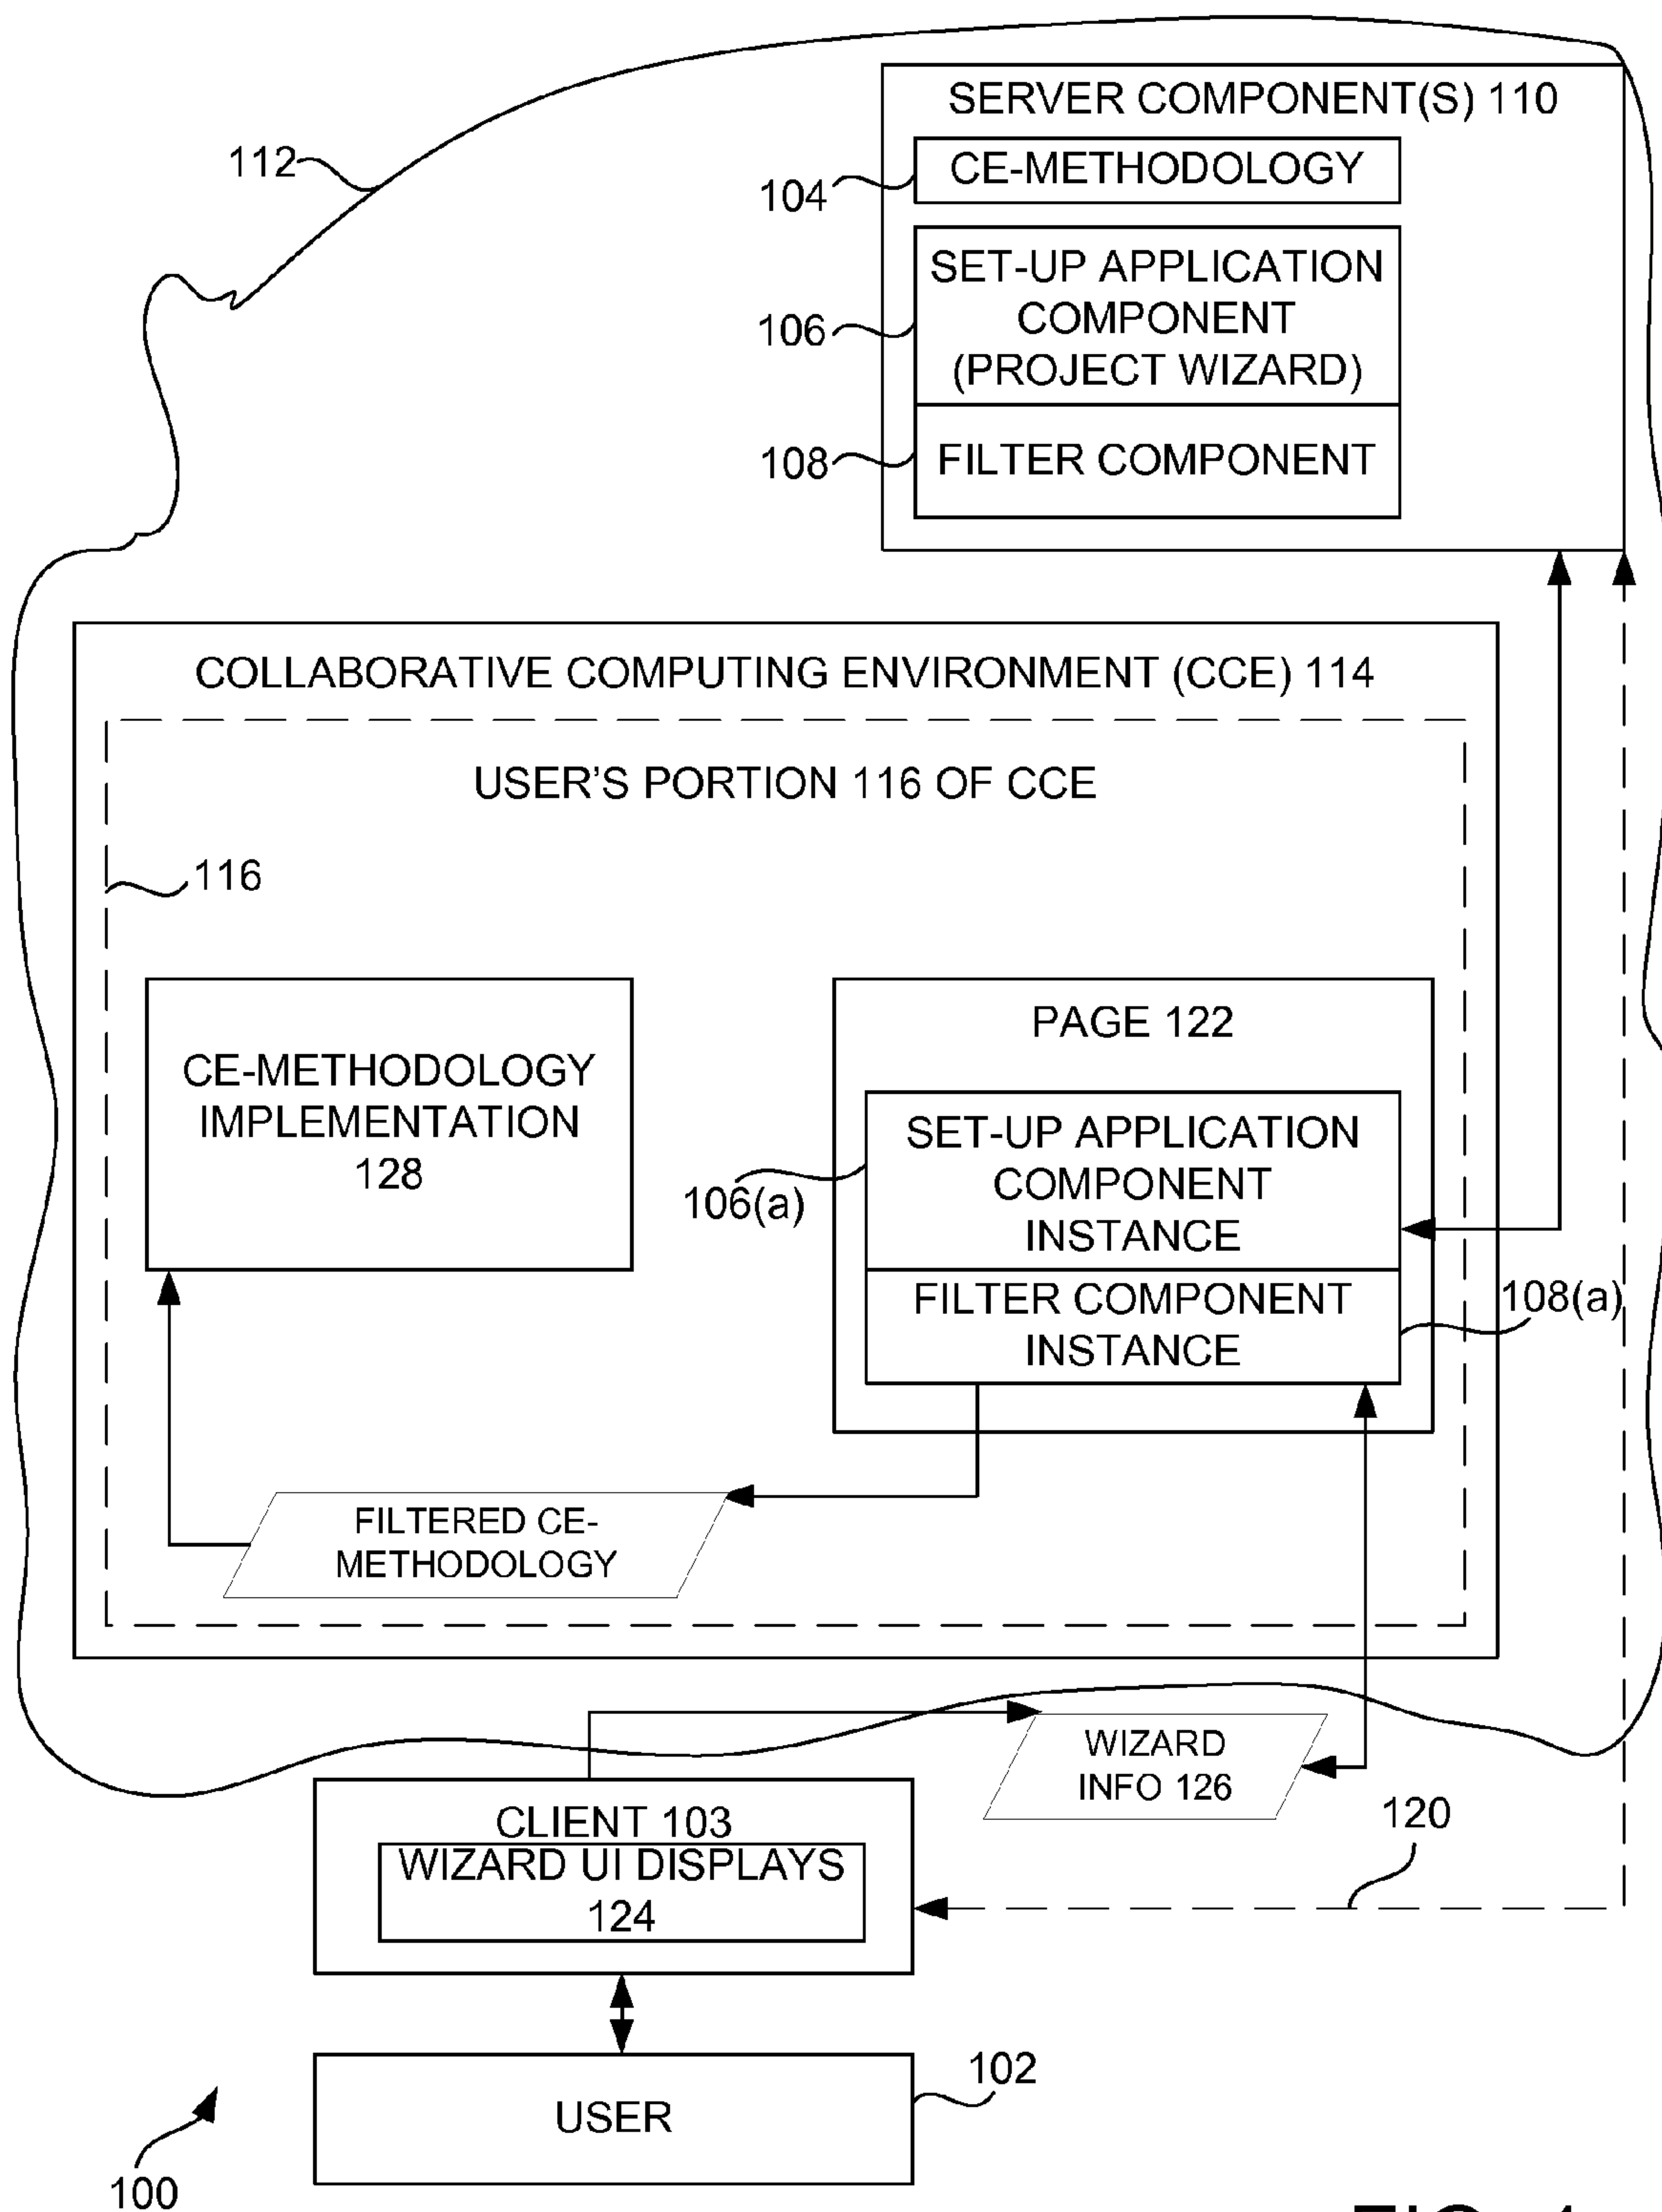 SERVER COMPONENT(S) 110
112
104
CE-METHODOLOGY
SET-UP APPLICATION
COMPONENT
(PROJECT WIZARD)
106
108
FILTER COMPONENT
COLLABORATIVE COMPUTING ENVIRONMENT (CCE) 114
USER'S PORTION 116 OF CCE
116
CE-METHODOLOGY
IMPLEMENTATION
128
PAGE 122
SET-UP APPLICATION
COMPONENT
INSTANCE
106(a)
FILTER COMPONENT
INSTANCE
108(a)
FILTERED CE-
METHODOLOGY
WIZARD
INFO 126
CLIENT 103
WIZARD UI DISPLAYS
124
120
USER
102
100